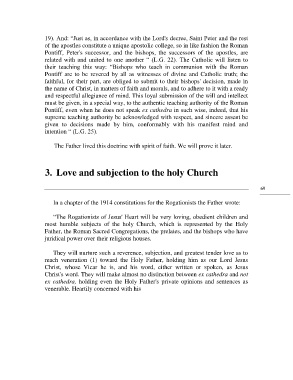 19). And: "Just as, in accordance with the Lord's decree, Saint Peter and the rest
of the apostles constitute a unique apostolic college, so in like fashion the Roman
Pontiff, Peter's successor, and the bishops, the successors of the apostles, are
related with and united to one another " (L.G. 22). The Catholic will listen to
their teaching this way: "Bishops who teach in communion with the Roman
Pontiff are to be revered by all as witnesses of divine and Catholic truth; the
faithful, for their part, are obliged to submit to their bishops' decision, made in
the name of Christ, in matters of faith and morals, and to adhere to it with a ready
and respectful allegiance of mind. This loyal submission of the will and intellect
must be given, in a special way, to the authentic teaching authority of the Roman
Pontiff, even when he does not speak ex cathedra in such wise, indeed, that his
supreme teaching authority be acknowledged with respect, and sincere assent be
given to decisions made by him, conformably with his manifest mind and
intention " (L.G. 25).
The Father lived this doctrine with spirit of faith. We will prove it later.
3. Love and subjection to the holy Church
69
In a chapter of the 1914 constitutions for the Rogationists the Father wrote:
"The Rogationists of Jesus' Heart will be very loving, obedient children and
most humble subjects of the holy Church, which is represented by the Holy
Father, the Roman Sacred Congregations, the prelates, and the bishops who have
juridical power over their religious houses.
They will nurture such a reverence, subjection, and greatest tender love as to
reach veneration (1) toward the Holy Father, holding him as our Lord Jesus
Christ, whose Vicar he is, and his word, either written or spoken, as Jesus
Christ's word. They will make almost no distinction between ex cathedra and not
ex cathedra, holding even the Holy Father's private opinions and sentences as
venerable. Heartily concerned with his